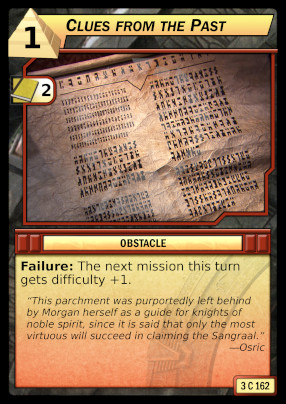 Clues from the Past
1
2
OBSTACLE
Failure: The next mission this turn
gets difficulty +1.
"This parchment was purportedly left behind
by Morgan herself as a guide for knights of
noble spirit, since it is said that only the most
virtuous will succeed in claiming the Sangraal."
—Osric
3 C 162